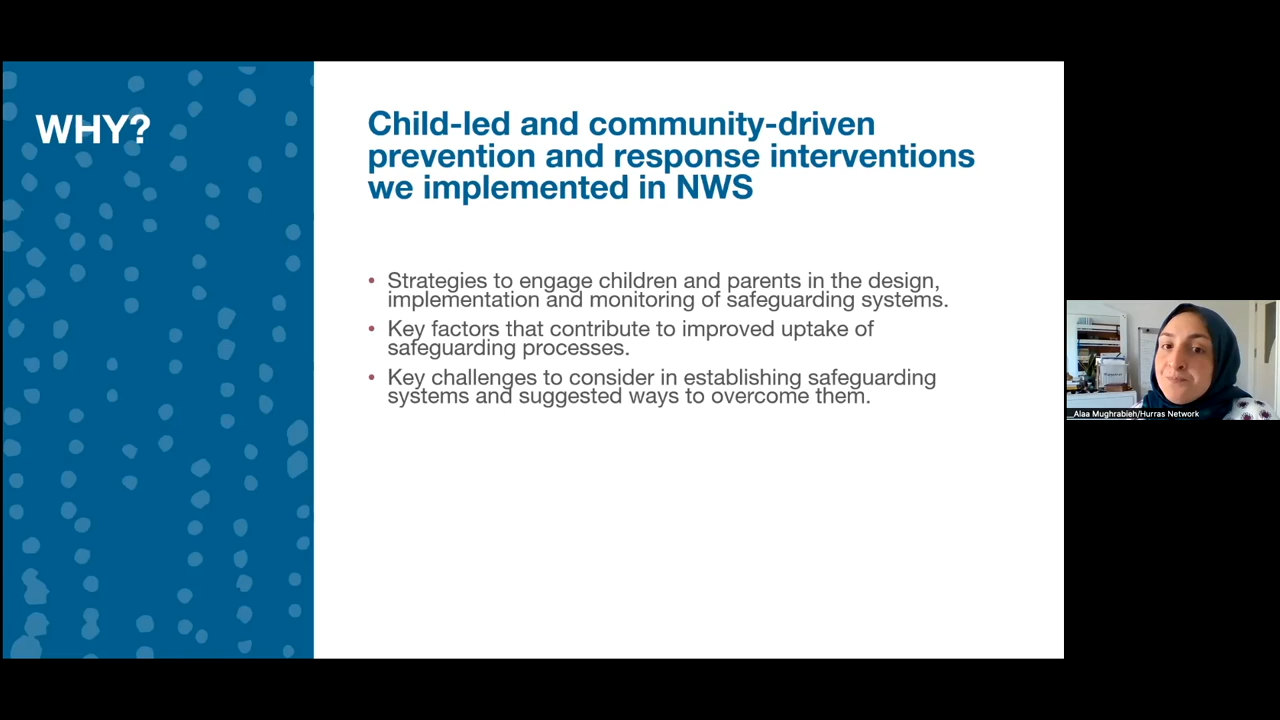 WHY?
Child-led and community-driven
prevention and response interventions
we implemented in NWS
• Strategies to engage children and parents in the design,
implementation and monitoring of safeguarding systems.
• Key factors that contribute to improved uptake of
safeguarding processes.
• Key challenges to consider in establishing safeguarding
systems and suggested ways to overcome them.
__Alaa Mughrabieh/Hurras Network